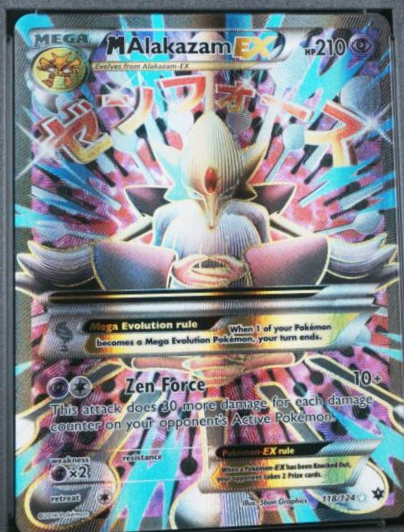 MEGA
M Alakazam EX
HP210
Evolves from Alakazam-EX
ゼンフォース
Mega Evolution rule
When 1 of your Pokémon
becomes a Mega Evolution Pokémon, your turn ends.
Zen Force
10+
This attack does 30 more damage for each damage
counter on your opponent's Active Pokémon.
weakness
×2
resistance
retreat
Pokémon-EX rule
When a Pokémon-EX has been Knocked Out,
your opponent takes 2 Prize cards.
Illus. 5ban Graphics
118/124
©2016 Pokémon